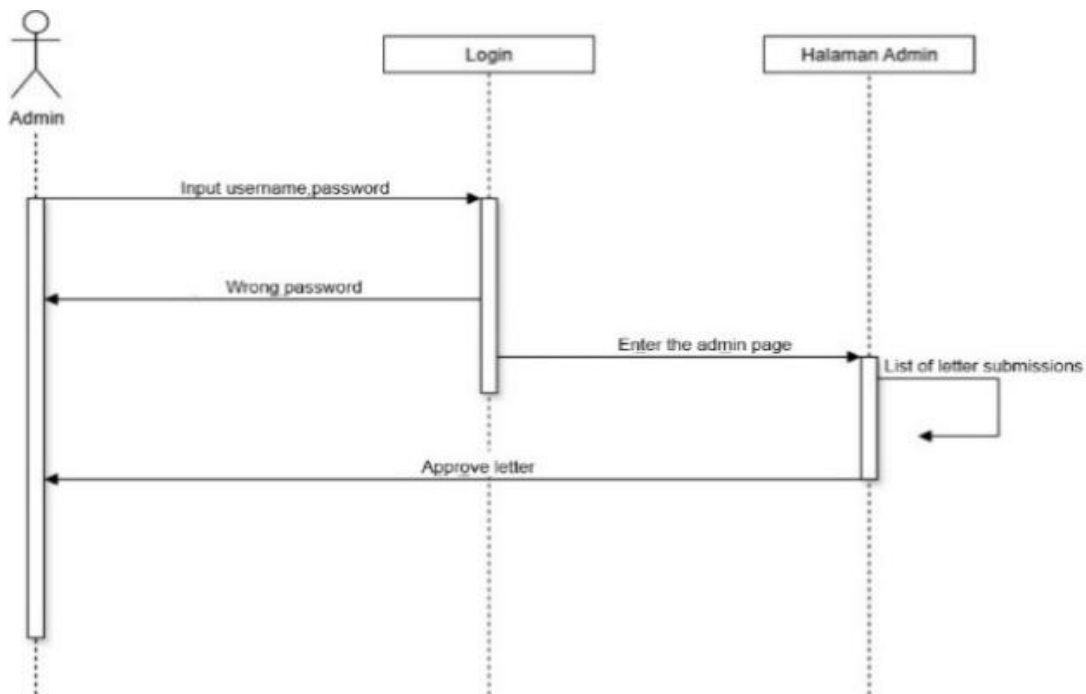 Login
Halaman Admin
Admin
Input username,password
Wrong password
Enter the admin page
List of letter submissions
Approve letter